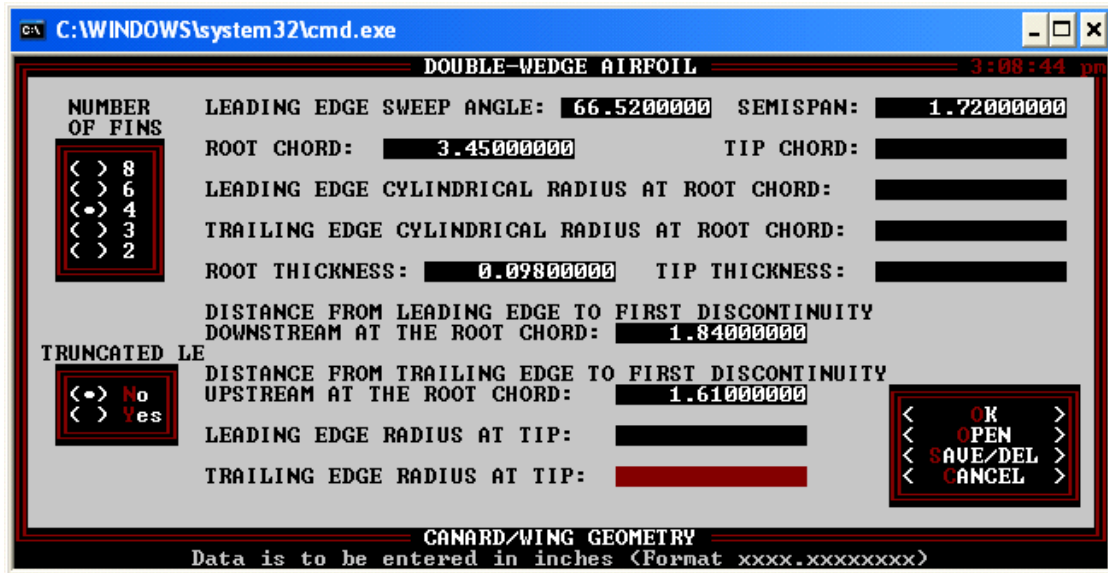 C:\WINDOWS\system32\cmd.exe
DOUBLE-WEDGE AIRFOIL 3:08:44 pm
NUMBER
OF FINS
( ) 8
( ) 6
(•) 4
( ) 3
( ) 2
LEADING EDGE SWEEP ANGLE: 66.5200000 SEMISPAN: 1.72000000
ROOT CHORD: 3.45000000 TIP CHORD:
LEADING EDGE CYLINDRICAL RADIUS AT ROOT CHORD:
TRAILING EDGE CYLINDRICAL RADIUS AT ROOT CHORD:
ROOT THICKNESS: 0.09800000 TIP THICKNESS:
DISTANCE FROM LEADING EDGE TO FIRST DISCONTINUITY
DOWNSTREAM AT THE ROOT CHORD: 1.84000000
TRUNCATED LE
(•) No
( ) Yes
DISTANCE FROM TRAILING EDGE TO FIRST DISCONTINUITY
UPSTREAM AT THE ROOT CHORD: 1.61000000
LEADING EDGE RADIUS AT TIP:
TRAILING EDGE RADIUS AT TIP:
< OK >
< OPEN >
< SAVE/DEL >
< CANCEL >
CANARD/WING GEOMETRY
Data is to be entered in inches (Format xxxx.xxxxxxxx)